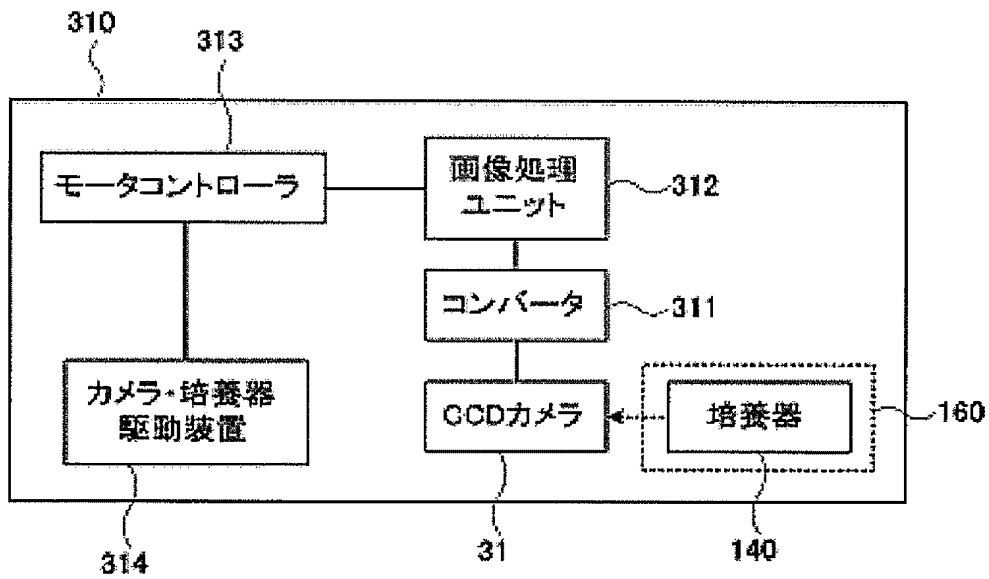 310
313
モータコントローラ
画像処理
ユニット
312
コンバータ
311
カメラ・培養器
駆動装置
CCDカメラ
培養器
160
314
31
140